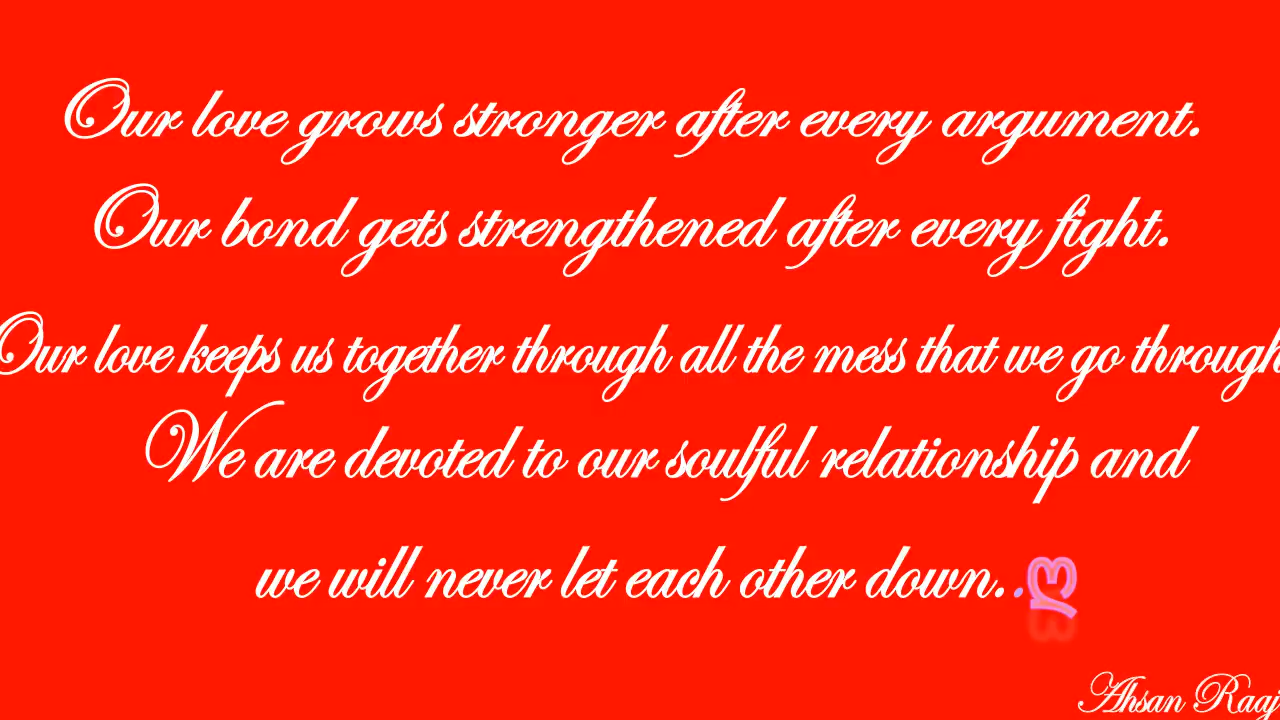 Our love grows stronger after every argument.
Our bond gets strengthened after every fight.
Our love keeps us together through all the mess that we go through
We are devoted to our soulful relationship and
we will never let each other down..ღ
Ahsan Raaj